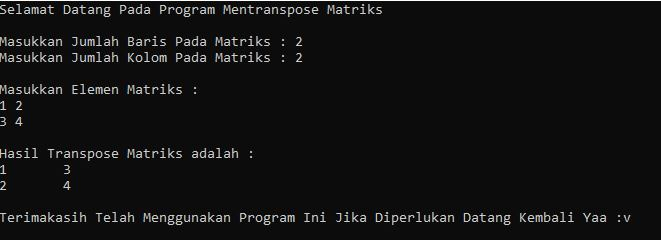 Selamat Datang Pada Program Mentranspose Matriks
Masukkan Jumlah Baris Pada Matriks : 2
Masukkan Jumlah Kolom Pada Matriks : 2
Masukkan Elemen Matriks :
1 2
3 4
Hasil Transpose Matriks adalah :
1 3
2 4
Terimakasih Telah Menggunakan Program Ini Jika Diperlukan Datang Kembali Yaa :v